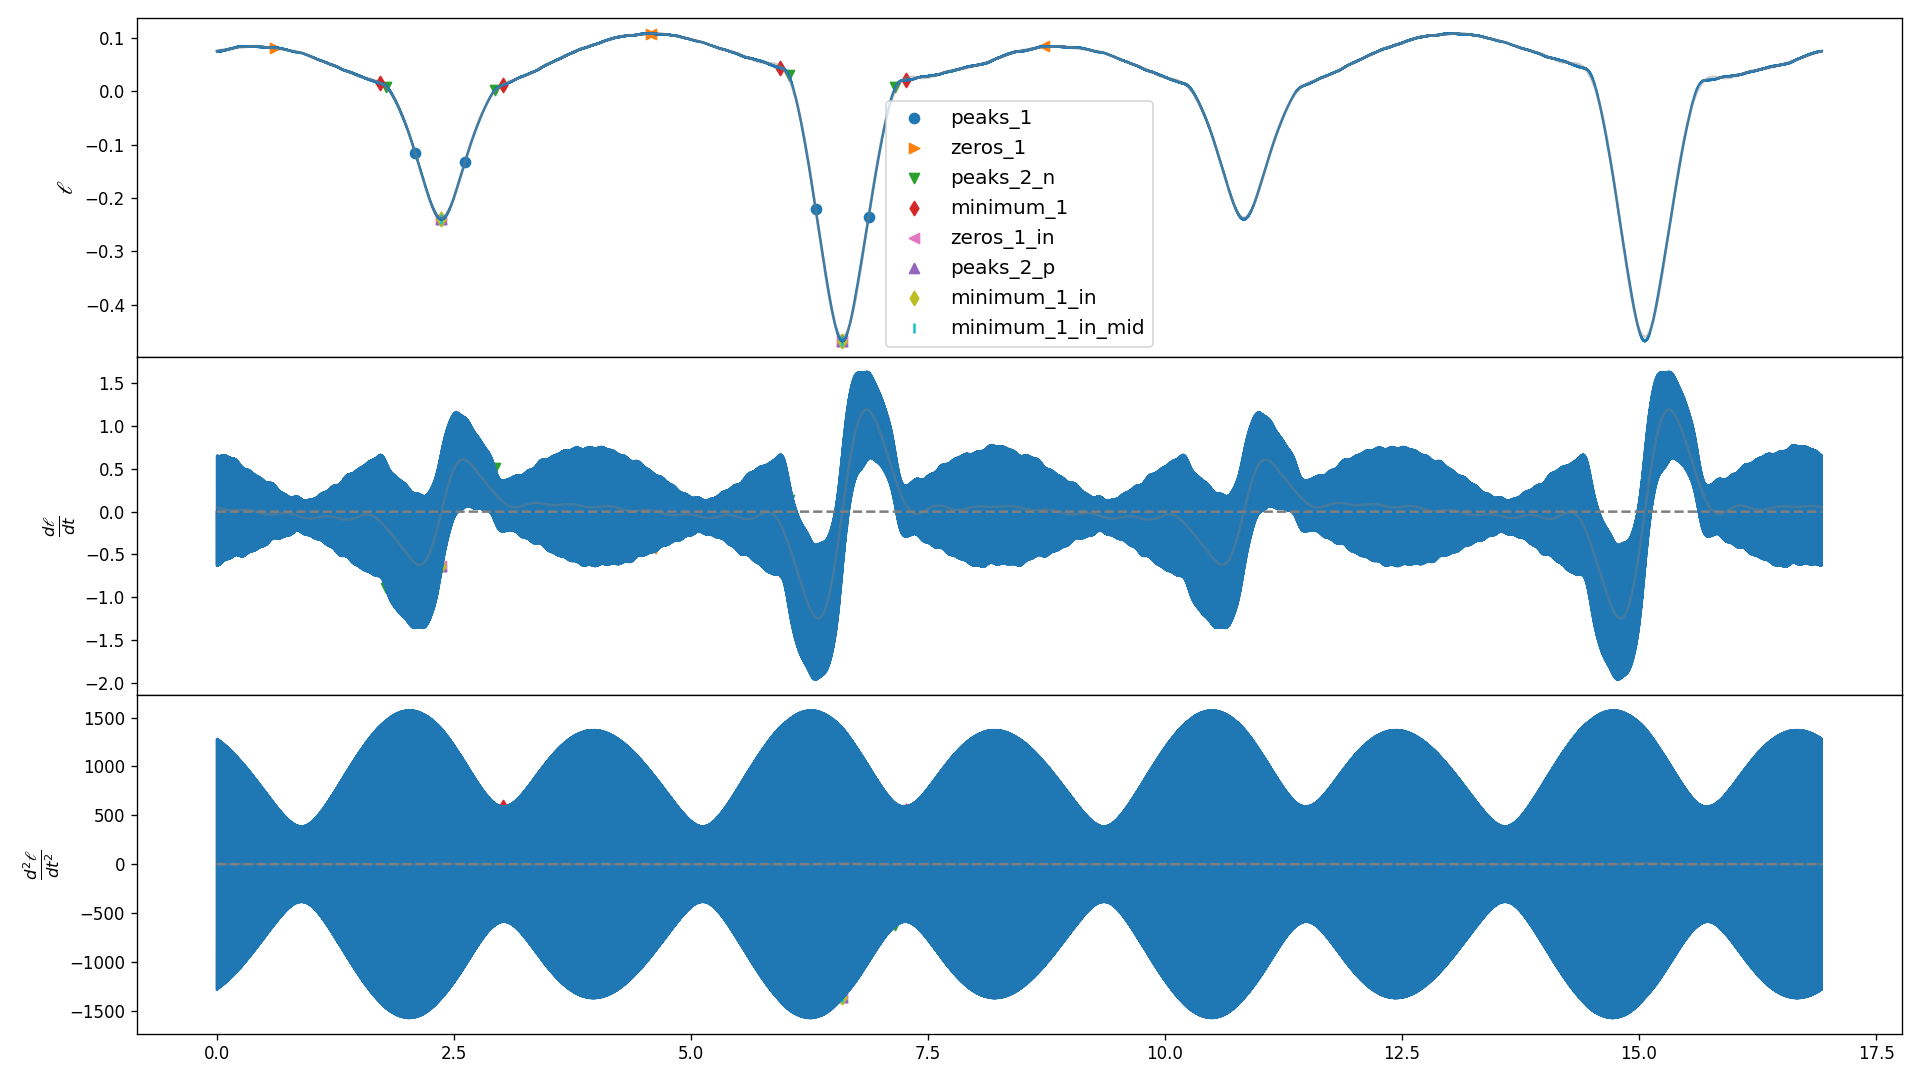 0.1
0.0
−0.1
−0.2
−0.3
−0.4
ℓ
peaks_1
zeros_1
peaks_2_n
minimum_1
zeros_1_in
peaks_2_p
minimum_1_in
minimum_1_in_mid
1.5
1.0
0.5
0.0
−0.5
−1.0
−1.5
−2.0
dℓ
dt
1500
1000
500
0
−500
−1000
−1500
d²ℓ
dt²
0.0 2.5 5.0 7.5 10.0 12.5 15.0 17.5